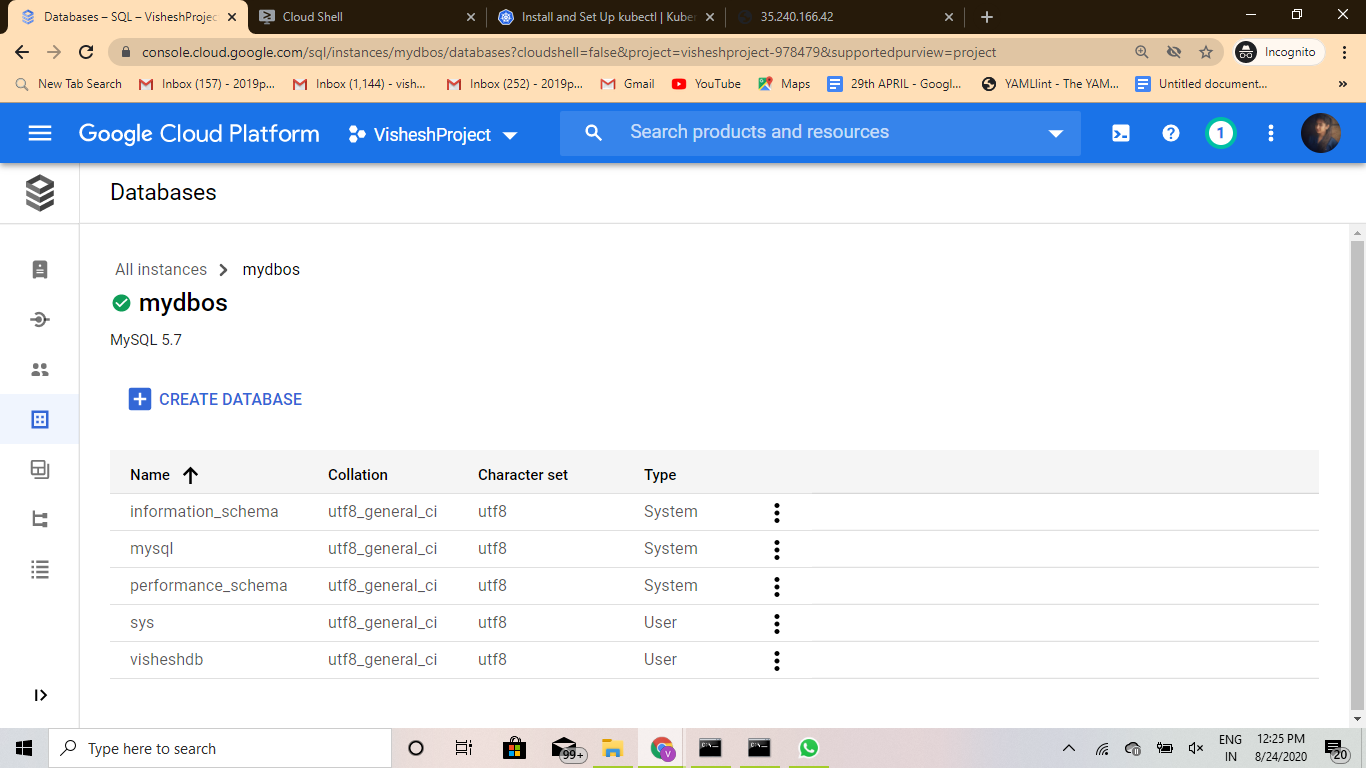 Databases – SQL – VisheshProjec
Cloud Shell
Install and Set Up kubectl | Kube
35.240.166.42
console.cloud.google.com/sql/instances/mydbos/databases?cloudshell=false&project=visheshproject-978479&supportedpurview=project
Incognito
New Tab Search
Inbox (157) - 2019p...
Inbox (1,144) - vish...
Inbox (252) - 2019p...
Gmail
YouTube
Maps
29th APRIL - Googl...
YAMLlint - The YAM...
Untitled document...
»
Google Cloud Platform
VisheshProject
Search products and resources
1
Databases
All instances
mydbos
mydbos
MySQL 5.7
CREATE DATABASE
Name Collation Character set Type
information_schema utf8_general_ci utf8 System
mysql utf8_general_ci utf8 System
performance_schema utf8_general_ci utf8 System
sys utf8_general_ci utf8 User
visheshdb utf8_general_ci utf8 User
Type here to search
99+
V
ENG
IN
12:25 PM
8/24/2020
20